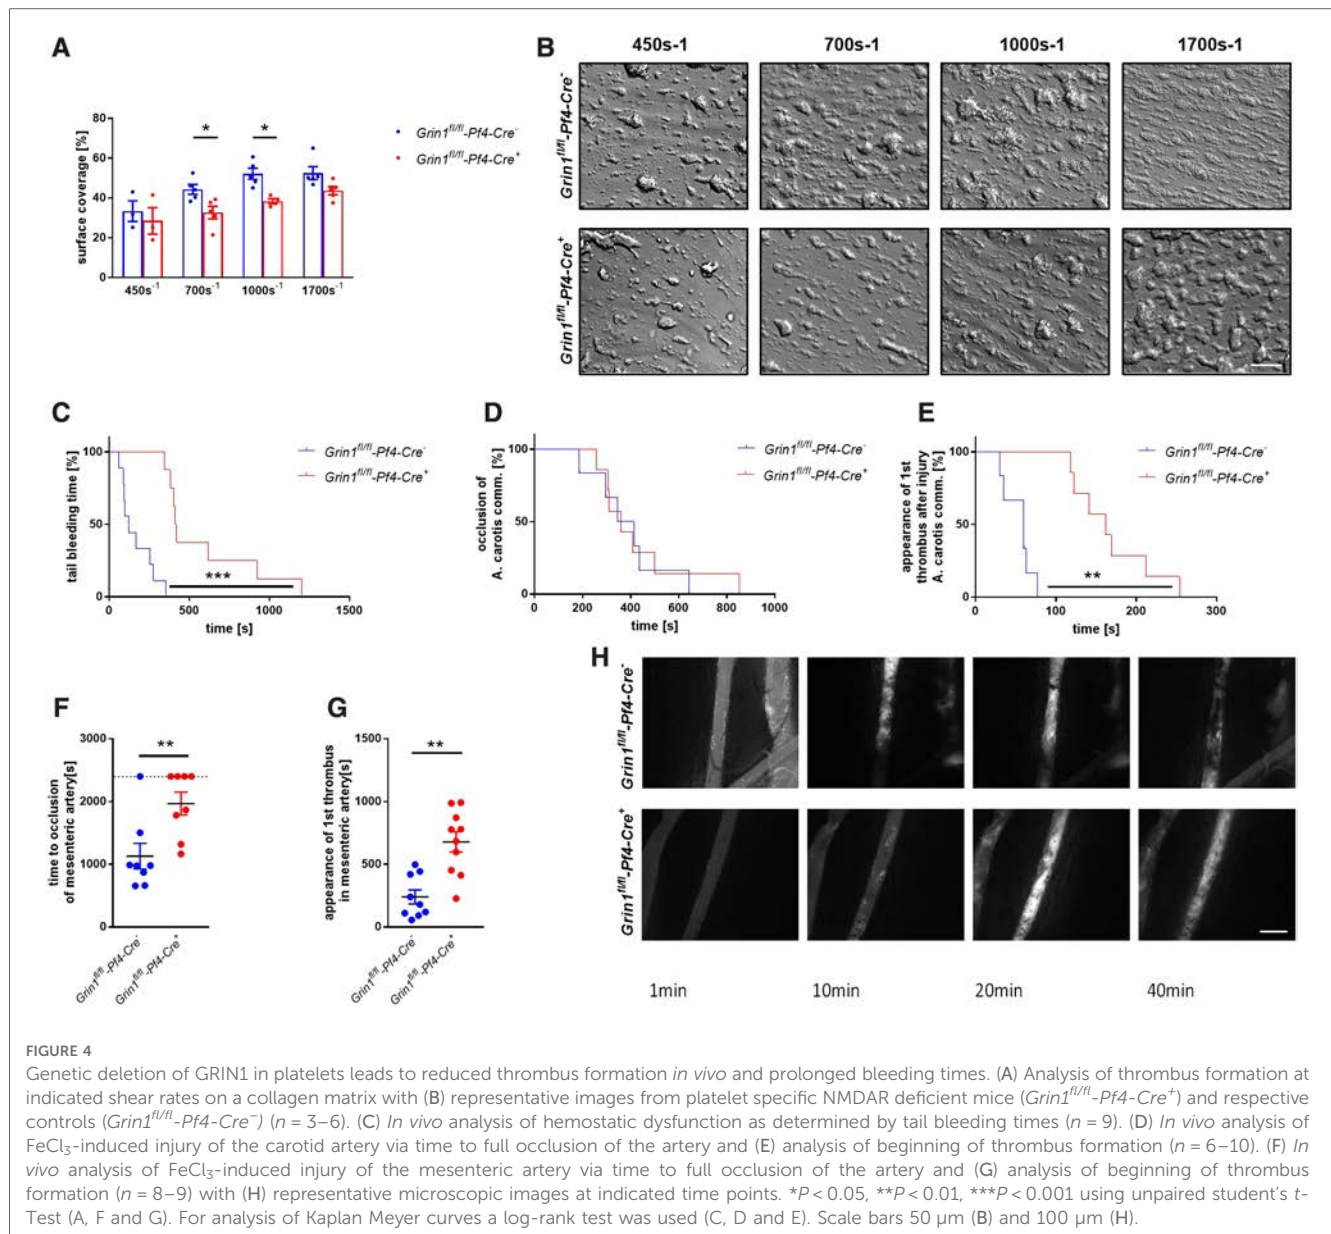 A
surface coverage [%]
80
60
40
20
0
450s-1
700s-1
1000s-1
1700s-1
*
*
Grin1fl/fl-Pf4-Cre-
Grin1fl/fl-Pf4-Cre+
B
450s-1
700s-1
1000s-1
1700s-1
Grin1fl/fl-Pf4-Cre-
Grin1fl/fl-Pf4-Cre+
C
tail bleeding time [%]
100
50
0
0
500
1000
1500
time [s]
***
Grin1fl/fl-Pf4-Cre-
Grin1fl/fl-Pf4-Cre+
D
occlusion of
A. carotis comm. [%]
100
50
0
0
200
400
600
800
1000
time [s]
Grin1fl/fl-Pf4-Cre-
Grin1fl/fl-Pf4-Cre+
E
appearance of 1st
thrombus after injury
A. carotis comm. [%]
100
50
0
0
100
200
300
time [s]
**
Grin1fl/fl-Pf4-Cre-
Grin1fl/fl-Pf4-Cre+
F
time to occlusion
of mesenteric artery[s]
3000
2000
1000
0
**
Grin1fl/fl-Pf4-Cre-
Grin1fl/fl-Pf4-Cre+
G
appearance of 1st thrombus
in mesenteric artery[s]
1500
1000
500
0
**
Grin1fl/fl-Pf4-Cre-
Grin1fl/fl-Pf4-Cre+
H
Grin1fl/fl-Pf4-Cre-
Grin1fl/fl-Pf4-Cre+
1min
10min
20min
40min
FIGURE 4
Genetic deletion of GRIN1 in platelets leads to reduced thrombus formation in vivo and prolonged bleeding times. (A) Analysis of thrombus formation at
indicated shear rates on a collagen matrix with (B) representative images from platelet specific NMDAR deficient mice (Grin1fl/fl-Pf4-Cre+) and respective
controls (Grin1fl/fl-Pf4-Cre−) (n = 3–6). (C) In vivo analysis of hemostatic dysfunction as determined by tail bleeding times (n = 9). (D) In vivo analysis of
FeCl3-induced injury of the carotid artery via time to full occlusion of the artery and (E) analysis of beginning of thrombus formation (n = 6–10). (F) In
vivo analysis of FeCl3-induced injury of the mesenteric artery via time to full occlusion of the artery and (G) analysis of beginning of thrombus
formation (n = 8–9) with (H) representative microscopic images at indicated time points. *P < 0.05, **P < 0.01, ***P < 0.001 using unpaired student's t-
Test (A, F and G). For analysis of Kaplan Meyer curves a log-rank test was used (C, D and E). Scale bars 50 µm (B) and 100 µm (H).